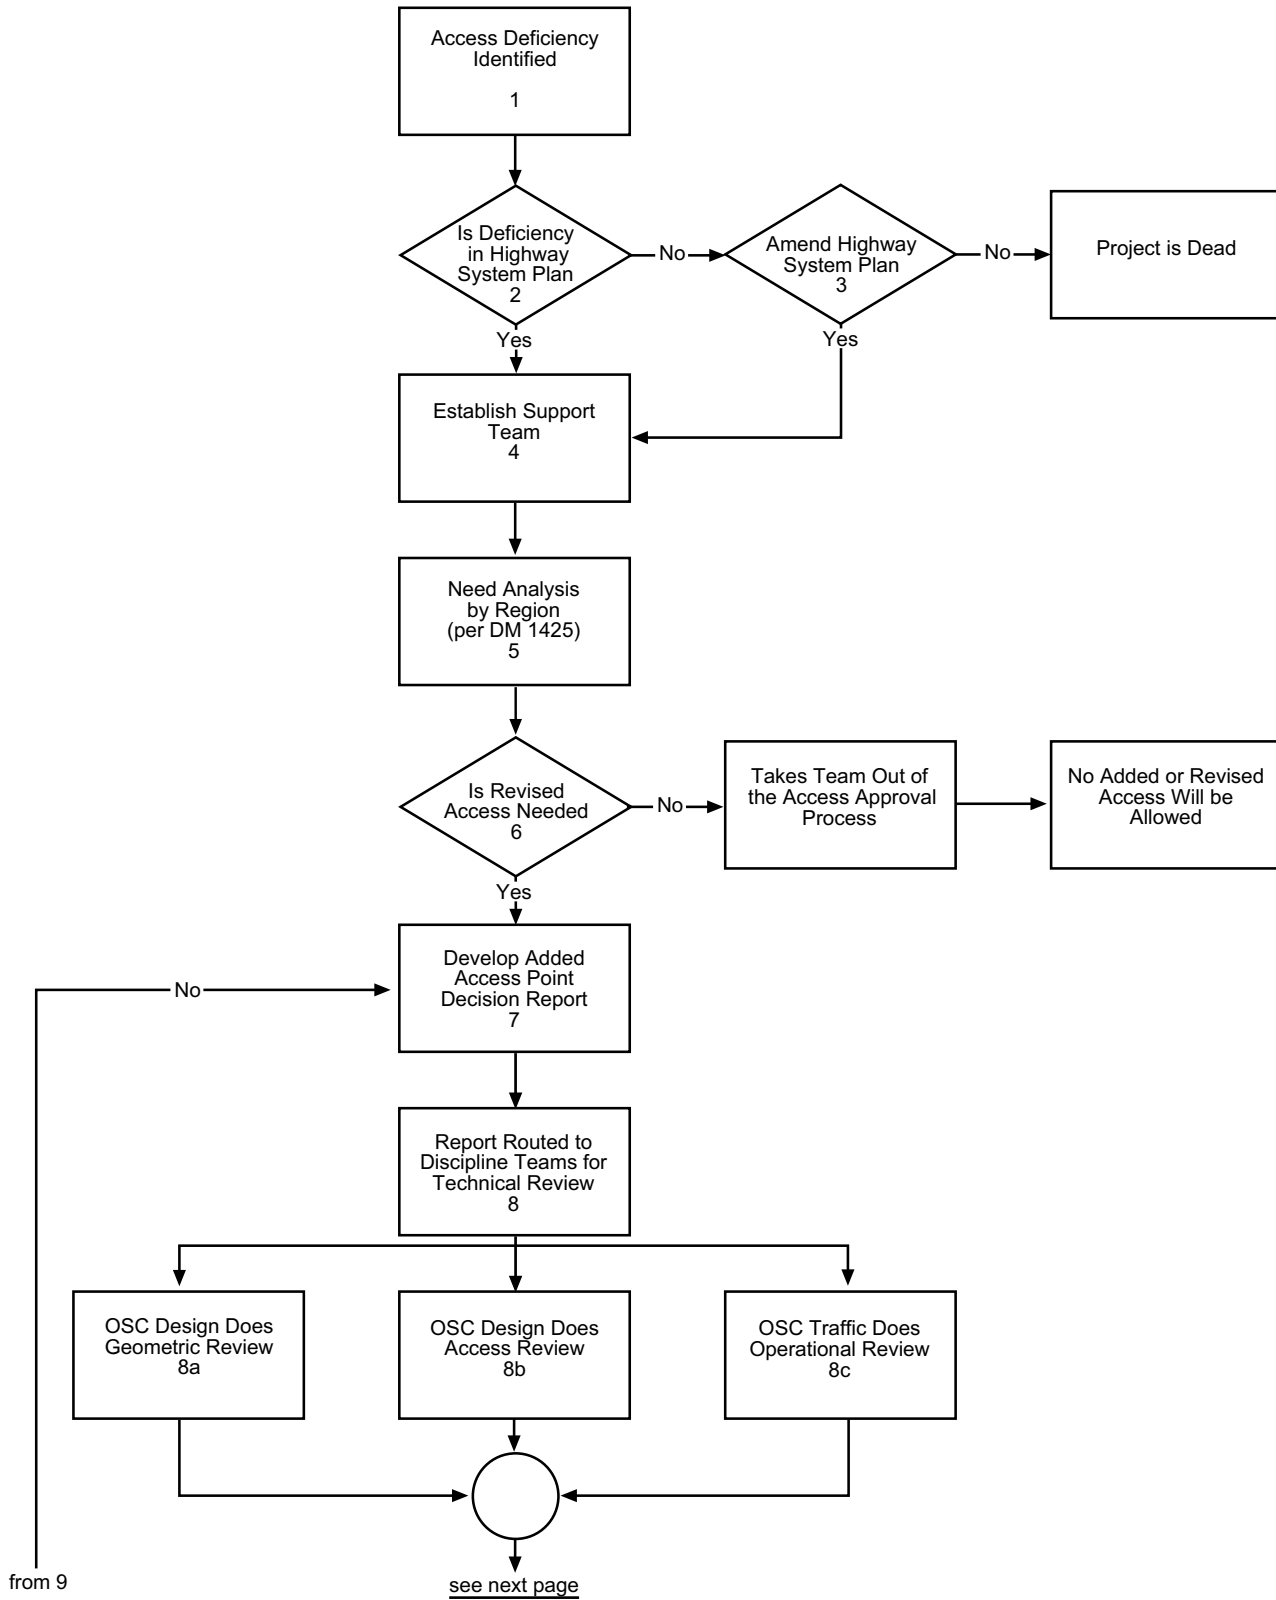 Access Deficiency
Identified
1
Is Deficiency
in Highway
System Plan
2
No
Amend Highway
System Plan
3
No
Project is Dead
Yes
Yes
Establish Support
Team
4
Need Analysis
by Region
(per DM 1425)
5
Is Revised
Access Needed
6
No
Takes Team Out of
the Access Approval
Process
No Added or Revised
Access Will be
Allowed
Yes
Develop Added
Access Point
Decision Report
7
No
Report Routed to
Discipline Teams for
Technical Review
8
OSC Design Does
Geometric Review
8a
OSC Design Does
Access Review
8b
OSC Traffic Does
Operational Review
8c
from 9
see next page